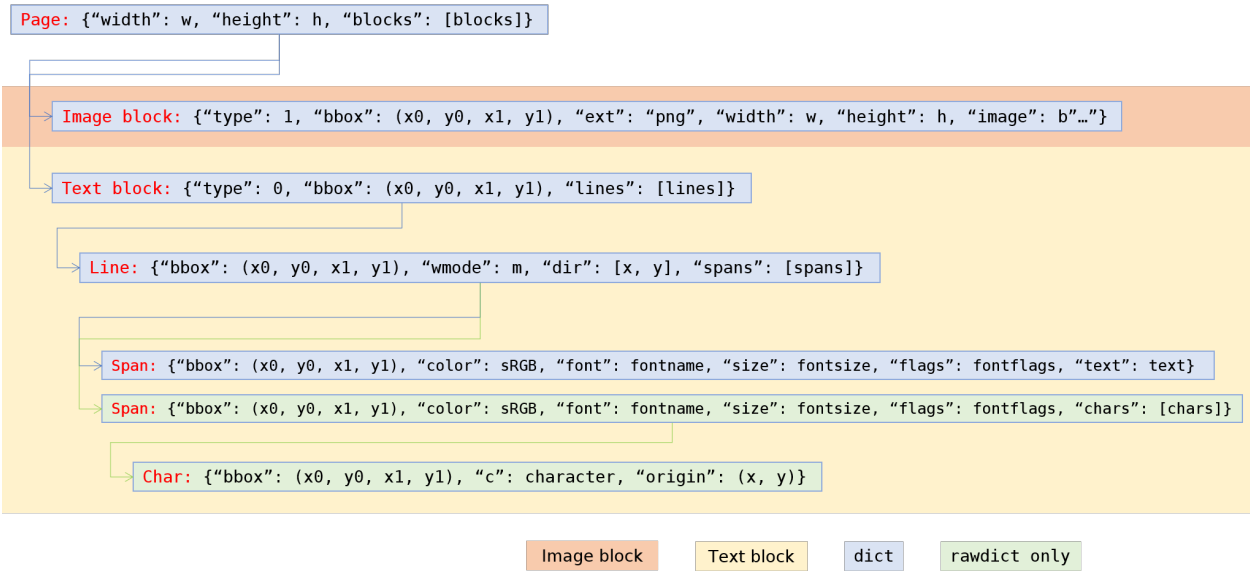 Page: {“width”: w, “height”: h, “blocks”: [blocks]}
Image block: {“type”: 1, “bbox”: (x0, y0, x1, y1), “ext”: “png”, “width”: w, “height”: h, “image”: b”…”}
Text block: {“type”: 0, “bbox”: (x0, y0, x1, y1), “lines”: [lines]}
Line: {“bbox”: (x0, y0, x1, y1), “wmode”: m, “dir”: [x, y], “spans”: [spans]}
Span: {“bbox”: (x0, y0, x1, y1), “color”: sRGB, “font”: fontname, “size”: fontsize, “flags”: fontflags, “text”: text}
Span: {“bbox”: (x0, y0, x1, y1), “color”: sRGB, “font”: fontname, “size”: fontsize, “flags”: fontflags, “chars”: [chars]}
Char: {“bbox”: (x0, y0, x1, y1), “c”: character, “origin”: (x, y)}
Image block Text block dict rawdict only